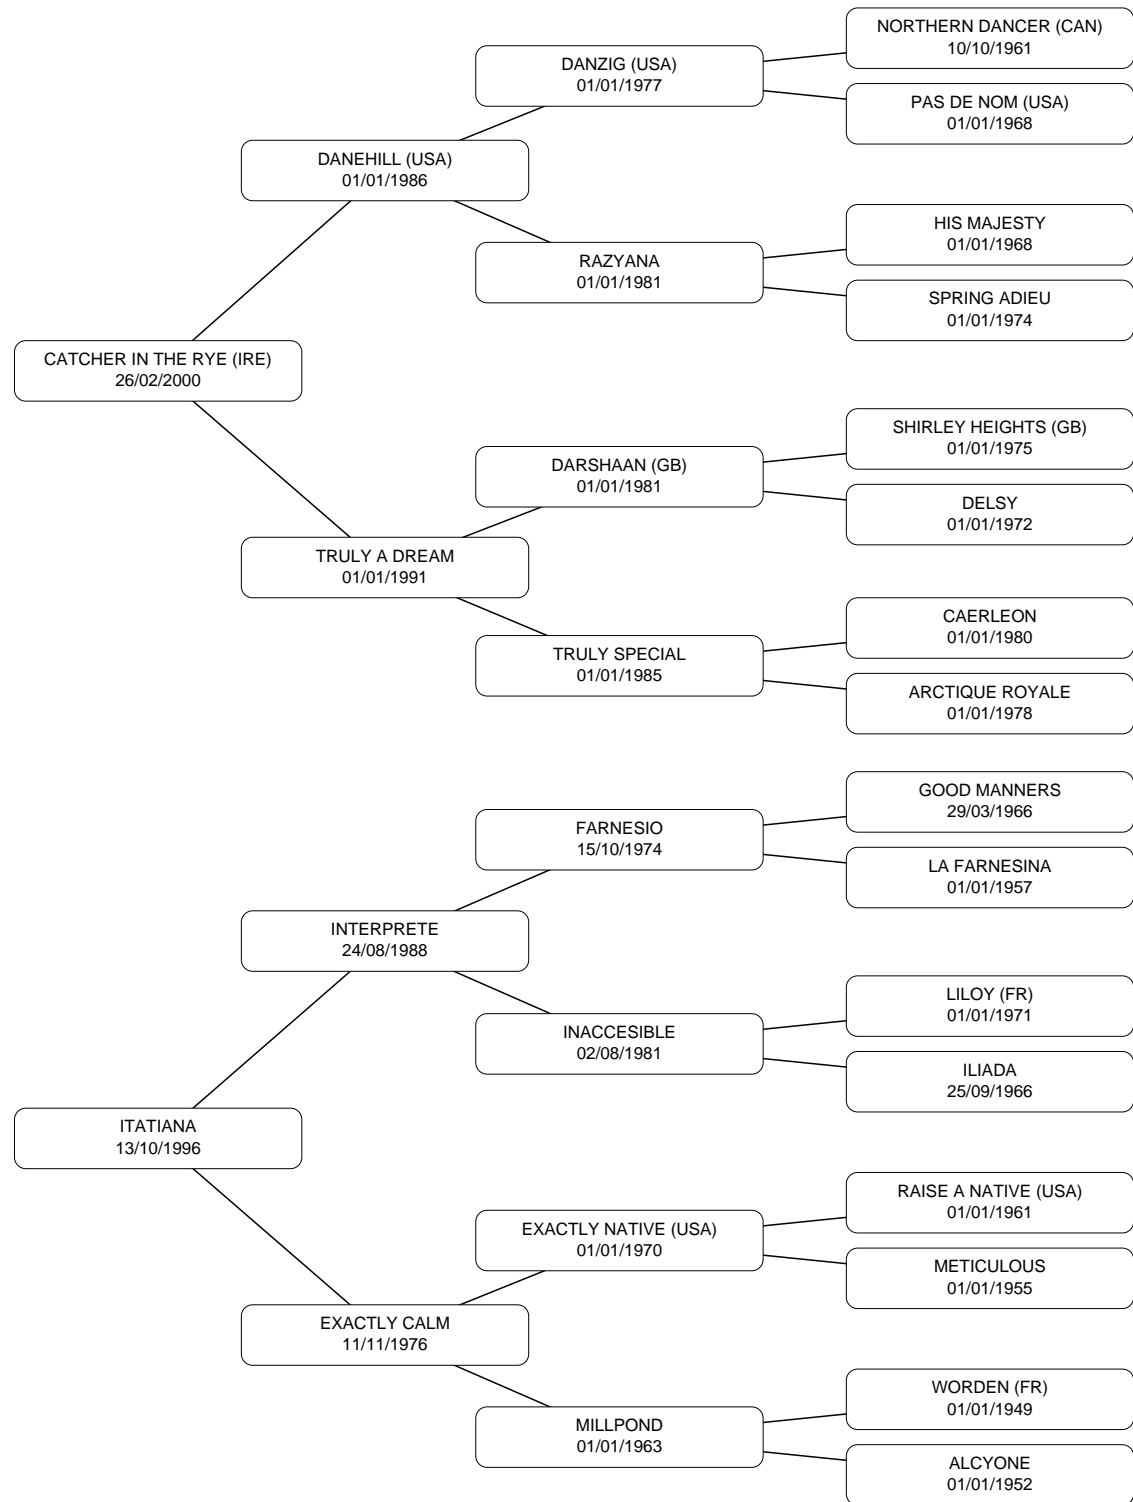 NORTHERN DANCER (CAN)
10/10/1961
DANZIG (USA)
01/01/1977
PAS DE NOM (USA)
01/01/1968
DANEHILL (USA)
01/01/1986
HIS MAJESTY
01/01/1968
RAZYANA
01/01/1981
SPRING ADIEU
01/01/1974
CATCHER IN THE RYE (IRE)
26/02/2000
SHIRLEY HEIGHTS (GB)
01/01/1975
DARSHAAN (GB)
01/01/1981
DELSY
01/01/1972
TRULY A DREAM
01/01/1991
CAERLEON
01/01/1980
TRULY SPECIAL
01/01/1985
ARCTIQUE ROYALE
01/01/1978
GOOD MANNERS
29/03/1966
FARNESIO
15/10/1974
LA FARNESINA
01/01/1957
INTERPRETE
24/08/1988
LILOY (FR)
01/01/1971
INACCESIBLE
02/08/1981
ILIADA
25/09/1966
ITATIANA
13/10/1996
RAISE A NATIVE (USA)
01/01/1961
EXACTLY NATIVE (USA)
01/01/1970
METICULOUS
01/01/1955
EXACTLY CALM
11/11/1976
WORDEN (FR)
01/01/1949
MILLPOND
01/01/1963
ALCYONE
01/01/1952